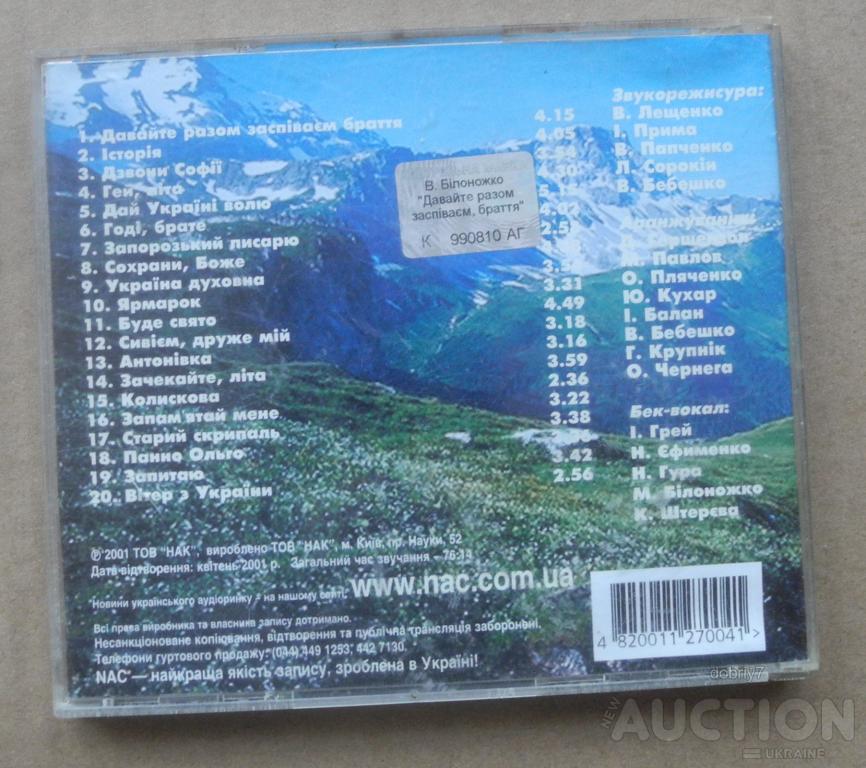 1. Давайте разом заспіваєм браття
2. Історія
3. Дзвони Софії
4. Гей, літа
5. Дай Україні волю
6. Годі, брате
7. Запорозький писарю
8. Сохрани, Боже
9. Україна духовна
10. Ярмарок
11. Буде свято
12. Сивієм, друже мій
13. Антонівка
14. Зачекайте, літа
15. Колискова
16. Запам'ятай мене
17. Старий скрипаль
18. Панно Ольго
19. Запитаю
20. Вітер з України
4.15
4.05
3.54
3.31
4.49
3.18
3.16
3.59
2.36
3.22
3.38
3.42
2.56
В. Білоножко
"Давайте разом
заспіваєм, браття"
К 990810 АГ
Звукорежисура:
В. Лещенко
І. Прима
В. Папченко
Л. Сорокін
В. Бебешко
М. Павлов
О. Пляченко
Ю. Кухар
І. Балан
В. Бебешко
Г. Крупнік
О. Чернега
Бек-вокал:
І. Грей
Н. Єфименко
Н. Гура
М. Білоножко
К. Штерєва
℗ 2001 ТОВ "НАК", вироблено ТОВ "НАК", м. Київ, пр. Науки, 52
Дата відтворення: квітень 2001 р. Загальний час звучання – 76:14
Новини українського аудіоринку – на нашому сайті
www.nac.com.ua
Всі права виробника та власника запису дотримано.
Несанкціоноване копіювання, відтворення та публічна трансляція заборонені.
Телефони гуртового продажу: (044) 449 1253, 442 7130.
NAC — найкраща якість запису, зроблена в Україні!
4 820011 270041 >
dobriy7
NEW AUCTION
UKRAINE